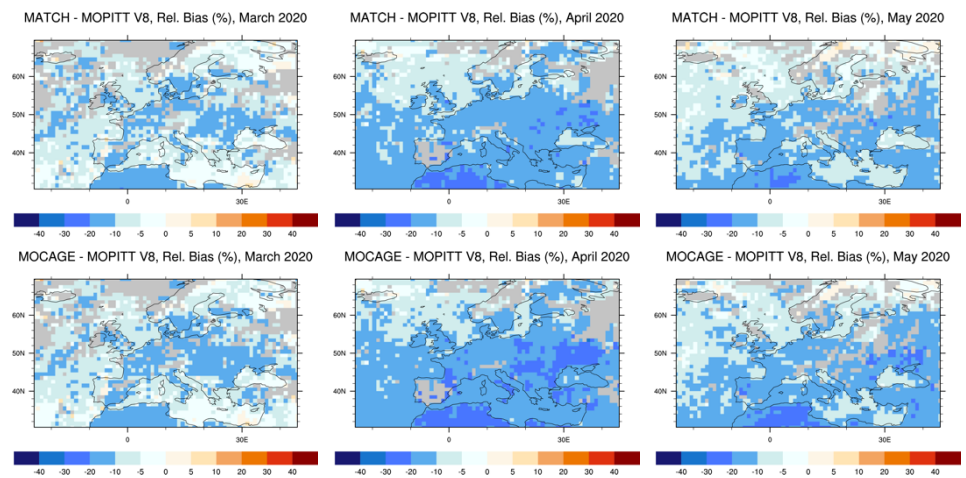 MATCH - MOPITT V8, Rel. Bias (%), March 2020
MATCH - MOPITT V8, Rel. Bias (%), April 2020
MATCH - MOPITT V8, Rel. Bias (%), May 2020
60N
50N
40N
0
30E
60N
50N
40N
0
30E
60N
50N
40N
0
30E
-40 -30 -20 -10 -5 0 5 10 20 30 40
-40 -30 -20 -10 -5 0 5 10 20 30 40
-40 -30 -20 -10 -5 0 5 10 20 30 40
MOCAGE - MOPITT V8, Rel. Bias (%), March 2020
MOCAGE - MOPITT V8, Rel. Bias (%), April 2020
MOCAGE - MOPITT V8, Rel. Bias (%), May 2020
60N
50N
40N
0
30E
60N
50N
40N
0
30E
60N
50N
40N
0
30E
-40 -30 -20 -10 -5 0 5 10 20 30 40
-40 -30 -20 -10 -5 0 5 10 20 30 40
-40 -30 -20 -10 -5 0 5 10 20 30 40